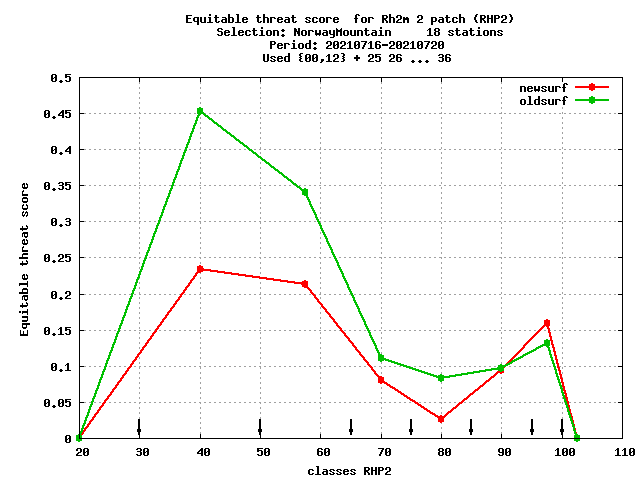 Equitable threat score  for Rh2m 2 patch (RHP2)
Selection: NorwayMountain     18 stations
Period: 20210716-20210720
Used {00,12} + 25 26 ... 36
newsurf
oldsurf
Equitable threat score
0.5
0.45
0.4
0.35
0.3
0.25
0.2
0.15
0.1
0.05
0
20 30 40 50 60 70 80 90 100 110
classes RHP2